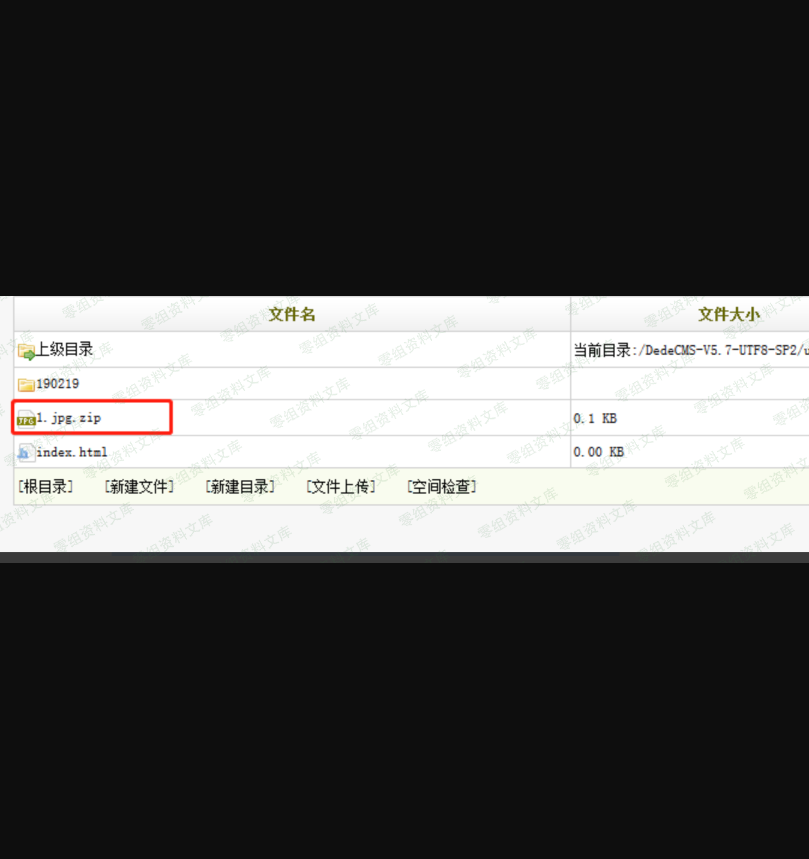 文件名 文件大小
上级目录 当前目录:/DedeCMS-V5.7-UTF8-SP2/u
190219
JPG 1.jpg.zip 0.1 KB
index.html 0.00 KB
[根目录] [新建文件] [新建目录] [文件上传] [空间检查]
零组资料文库